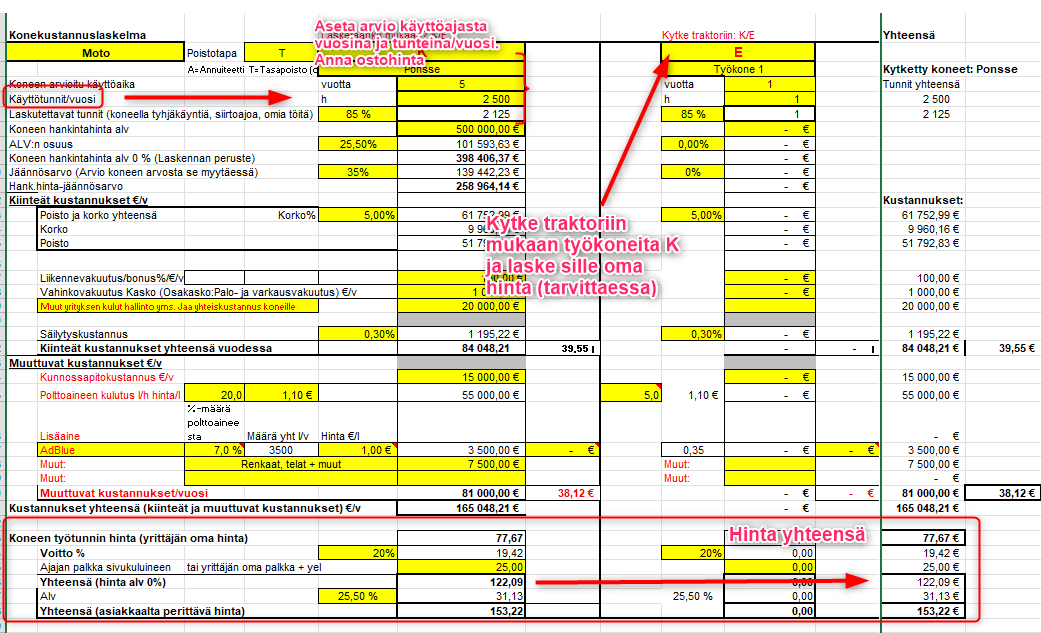 Konekustannuslaskelma Kytke traktoriin: K/E Yhteensä
Aseta arvio käyttöajasta
vuosina ja tunteina/vuosi.
Anna ostohinta
Moto Poistotapa T E
A=Annuiteetti T=Tasapoisto Ponsse Työkone 1 Kytketty koneet: Ponsse
Koneen arvioitu käyttöaika vuotta 5 vuotta 1 Tunnit yhteensä
Käyttötunnit/vuosi h 2 500 h 1 2 500
Laskutettavat tunnit (koneella tyhjäkäyntiä, siirtoajoa, omia töitä) 85 % 2 125 85 % 1 2 125
Koneen hankintahinta alv 500 000,00 € - €
ALV:n osuus 25,50% 101 593,63 € 0,00% - €
Koneen hankintahinta alv 0 % (Laskennan peruste) 398 406,37 € - €
Jäännösarvo (Arvio koneen arvosta se myytäessä) 35% 139 442,23 € 0% - €
Hank.hinta-jäännösarvo 258 964,14 € - €
Kiinteät kustannukset €/v Kustannukset:
Poisto ja korko yhteensä Korko% 5,00% 61 752,99 € 5,00% - € 61 752,99 €
Korko - € 9 960,16 €
Poisto - € 51 792,83 €
Kytke traktoriin
mukaan työkoneita K
ja laske sille oma
hinta (tarvittaessa)
Liikennevakuutus/bonus%/€/v - € 100,00 €
Vahinkovakuutus Kasko (Osakasko:Palo- ja varkausvakuutus) €/v - € 1 000,00 €
Muut yrityksen kulut hallinto yms: Jaa yhteiskustannus koneille 20 000,00 € - € 20 000,00 €
Säilytyskustannus 0,30% 1 195,22 € 0,30% - € 1 195,22 €
Kiinteät kustannukset yhteensä vuodessa 84 048,21 39,55 - - 84 048,21 € 39,55 €
Muuttuvat kustannukset €/v
Kunnossapitokustannus €/v 15 000,00 € - € 15 000,00 €
Polttoaineen kulutus l/h hinta/l 20,0 1,10 € 55 000,00 € 5,0 1,10 € - € 55 000,00 €
%-määrä
polttoainee
Lisäaine sta Määrä yht l/v Hinta €/l - €
AdBlue 7,0 % 3500 1,00 € 3 500,00 € - € 0,35 - € - € 3 500,00 €
Muut: Renkaat, telat + muut 7 500,00 € Muut: - € 7 500,00 €
Muut: Muut: - €
Muuttuvat kustannukset/vuosi 81 000,00 € 38,12 € - € - € 81 000,00 € 38,12 €
Kustannukset yhteensä (kiinteät ja muuttuvat kustannukset) €/v 165 048,21 € - € 165 048,21 €
Koneen työtunnin hinta (yrittäjän oma hinta) 77,67 Hinta yhteensä 77,67 €
Voitto % 20% 19,42 20% 0,00 19,42 €
Ajajan palkka sivukuluineen tai yrittäjän oma palkka + yel 25,00 0,00 25,00 €
Yhteensä (hinta alv 0%) 122,09 0,00 122,09 €
Alv 25,50 % 31,13 25,50 % 0,00 31,13 €
Yhteensä (asiakkaalta perittävä hinta) 153,22 0,00 153,22 €